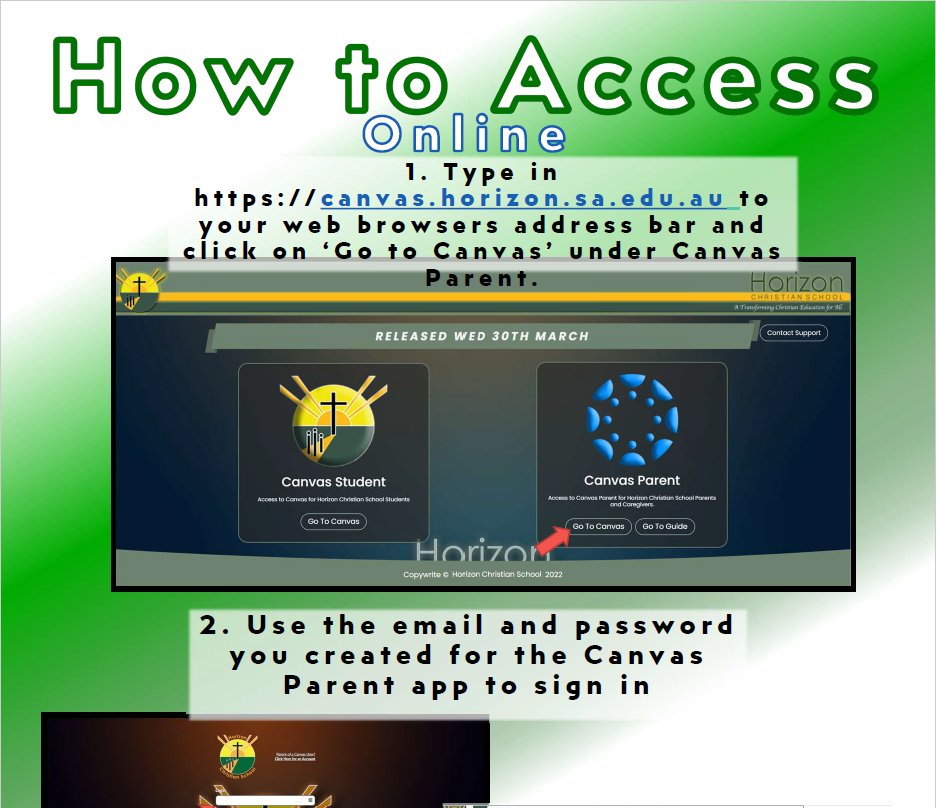 How to Access
Online
1. Type in
https://canvas.horizon.sa.edu.au to
your web browsers address bar and
click on ‘Go to Canvas’ under Canvas
Parent.
Horizon
CHRISTIAN SCHOOL
A Transforming Christian Education for All
RELEASED WED 30TH MARCH
Contact Support
Canvas Student
Access to Canvas for Horizon Christian School Students
Go To Canvas
Canvas Parent
Access to Canvas Parent for Horizon Christian School Parents
and Caregivers.
Go To Canvas
Go To Guide
Horizon
Copywrite © Horizon Christian School 2022
2. Use the email and password
you created for the Canvas
Parent app to sign in
Horizon
Christian School
Parent of a Canvas User?
Click Here for an Account